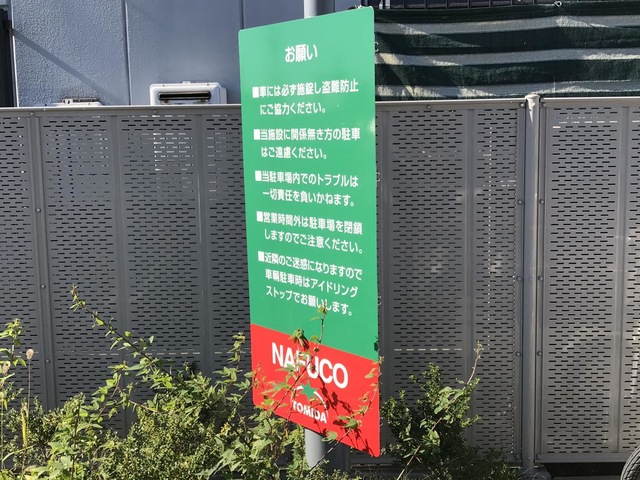 お願い
■車には必ず施錠し盗難防止
にご協力ください。
■当施設に関係無き方の駐車
はご遠慮ください。
■当駐車場内でのトラブルは
一切責任を負いかねます。
■営業時間外は駐車場を閉鎖
しますのでご注意ください。
■近隣のご迷惑になりますので
車輌駐車時はアイドリング
ストップでお願いします。
NAFUCO
TOMIDA